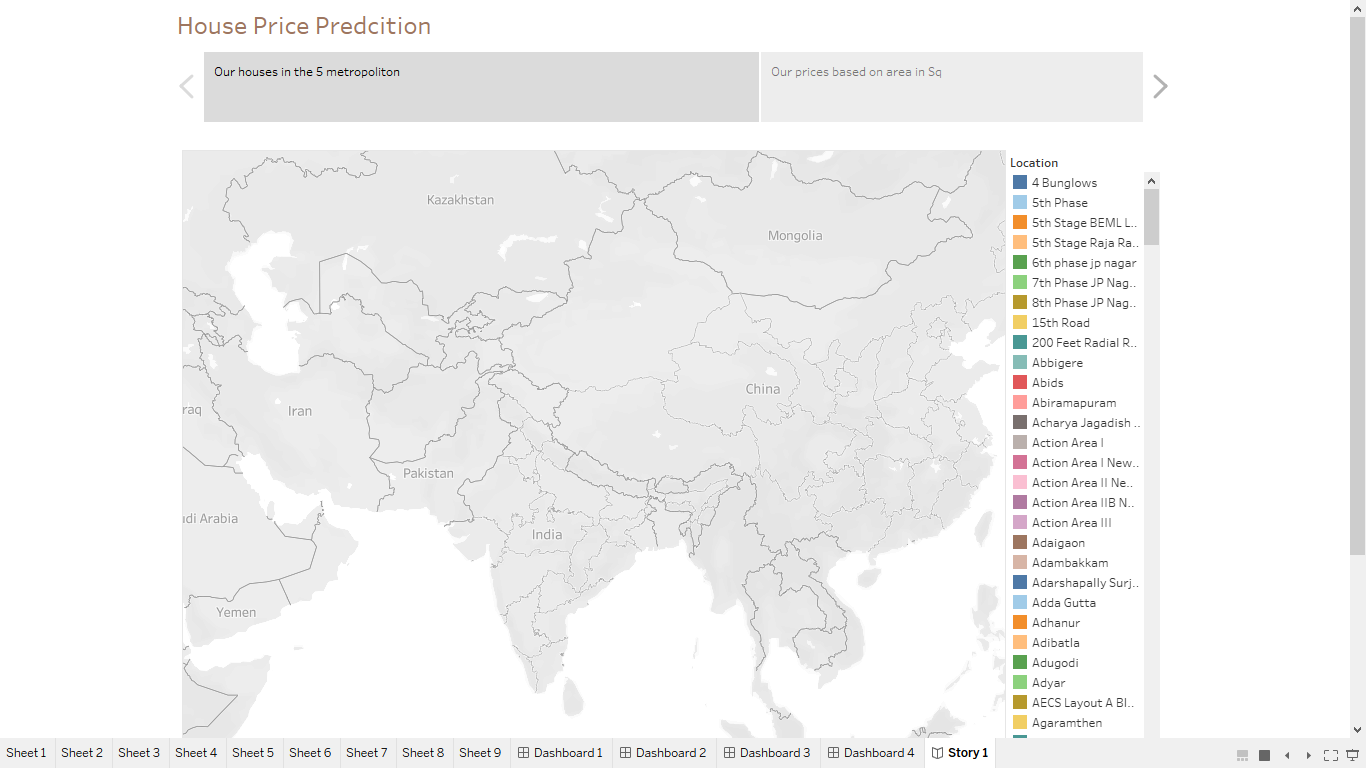 House Price Predcition
Our houses in the 5 metropoliton
Our prices based on area in Sq
Kazakhstan
Mongolia
China
Iran
raq
Pakistan
di Arabia
India
Yemen
Location
4 Bunglows
5th Phase
5th Stage BEML L..
5th Stage Raja Ra..
6th phase jp nagar
7th Phase JP Nag..
8th Phase JP Nag..
15th Road
200 Feet Radial R..
Abbigere
Abids
Abiramapuram
Acharya Jagadish ..
Action Area I
Action Area I New..
Action Area II Ne..
Action Area IIB N..
Action Area III
Adaigaon
Adambakkam
Adarshapally Surj..
Adda Gutta
Adhanur
Adibatla
Adugodi
Adyar
AECS Layout A Bl..
Agaramthen
Sheet 1 Sheet 2 Sheet 3 Sheet 4 Sheet 5 Sheet 6 Sheet 7 Sheet 8 Sheet 9 Dashboard 1 Dashboard 2 Dashboard 3 Dashboard 4 Story 1